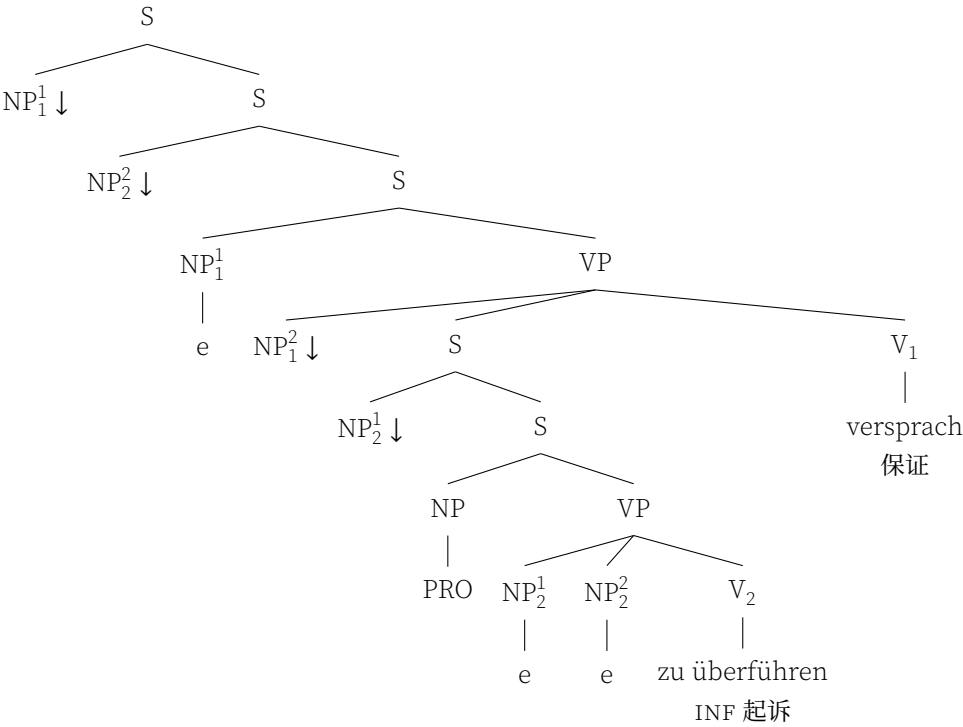 S
NP₁¹↓ S
NP₂²↓ S
NP₁¹ VP
e NP₁²↓ S V₁
NP₂¹↓ S versprach
保证
NP VP
PRO NP₂¹ NP₂² V₂
e e zu überführen
INF 起诉